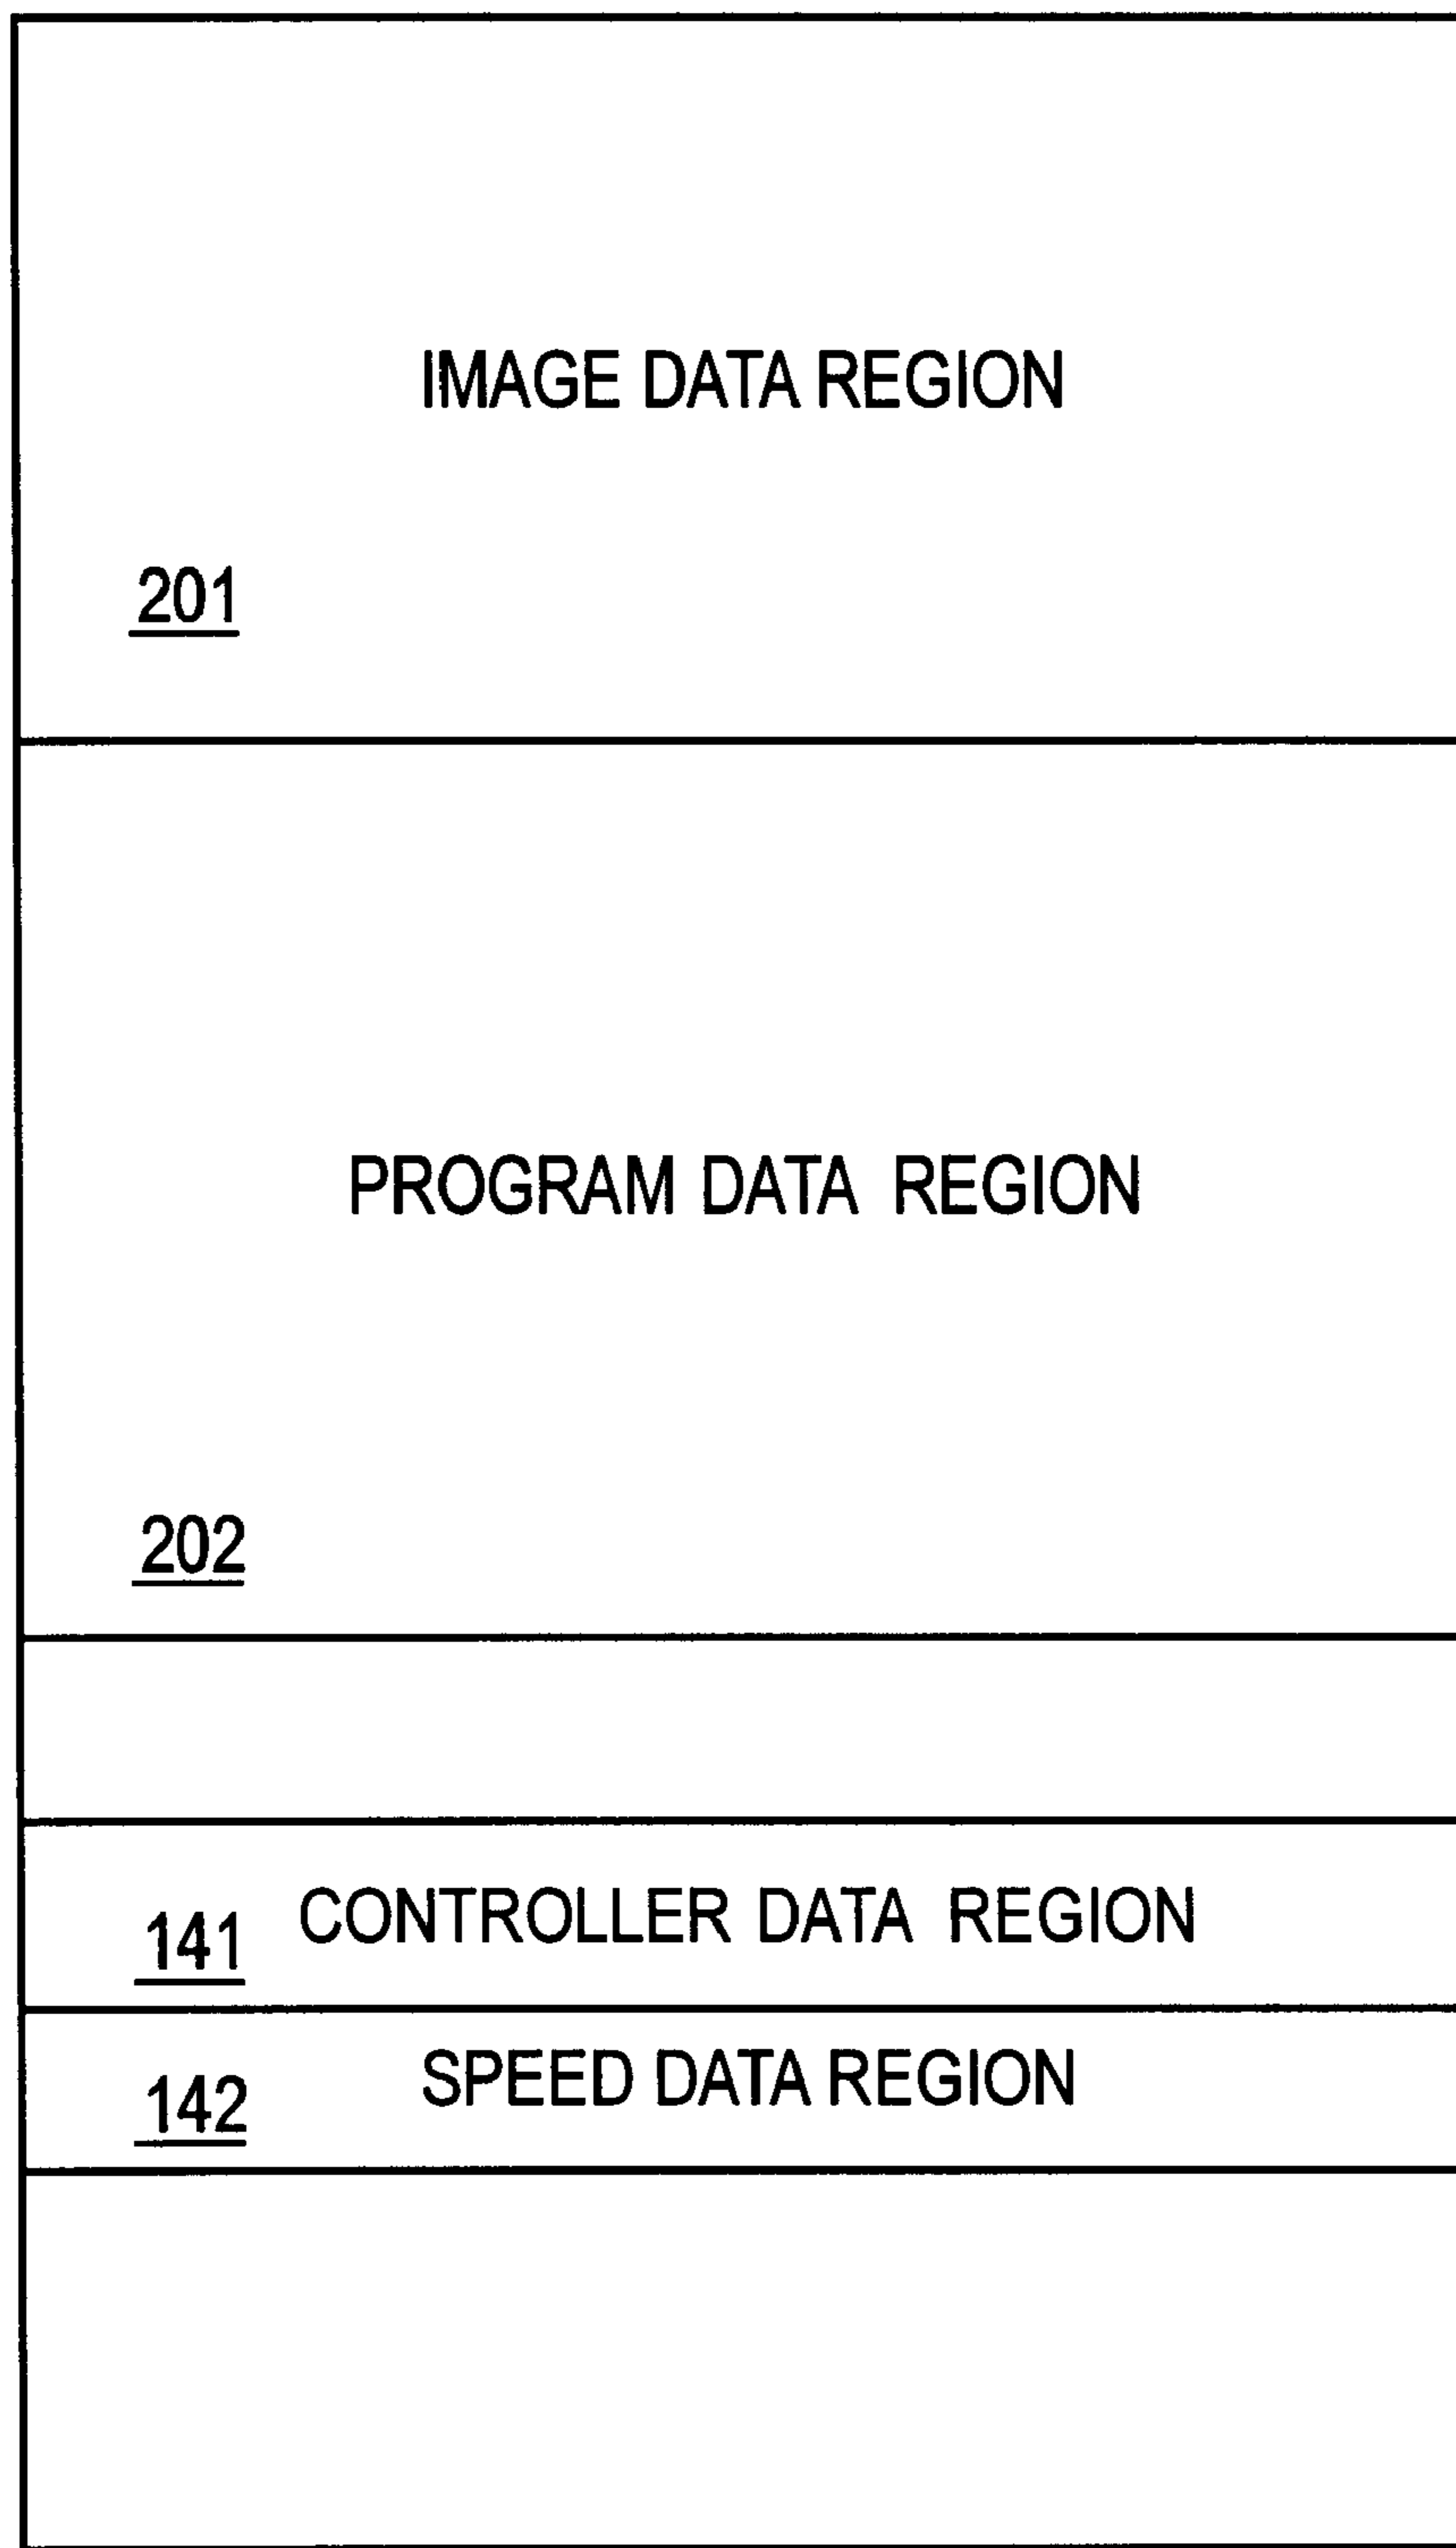 IMAGE DATA REGION
201
PROGRAM DATA REGION
202
141 CONTROLLER DATA REGION
142 SPEED DATA REGION